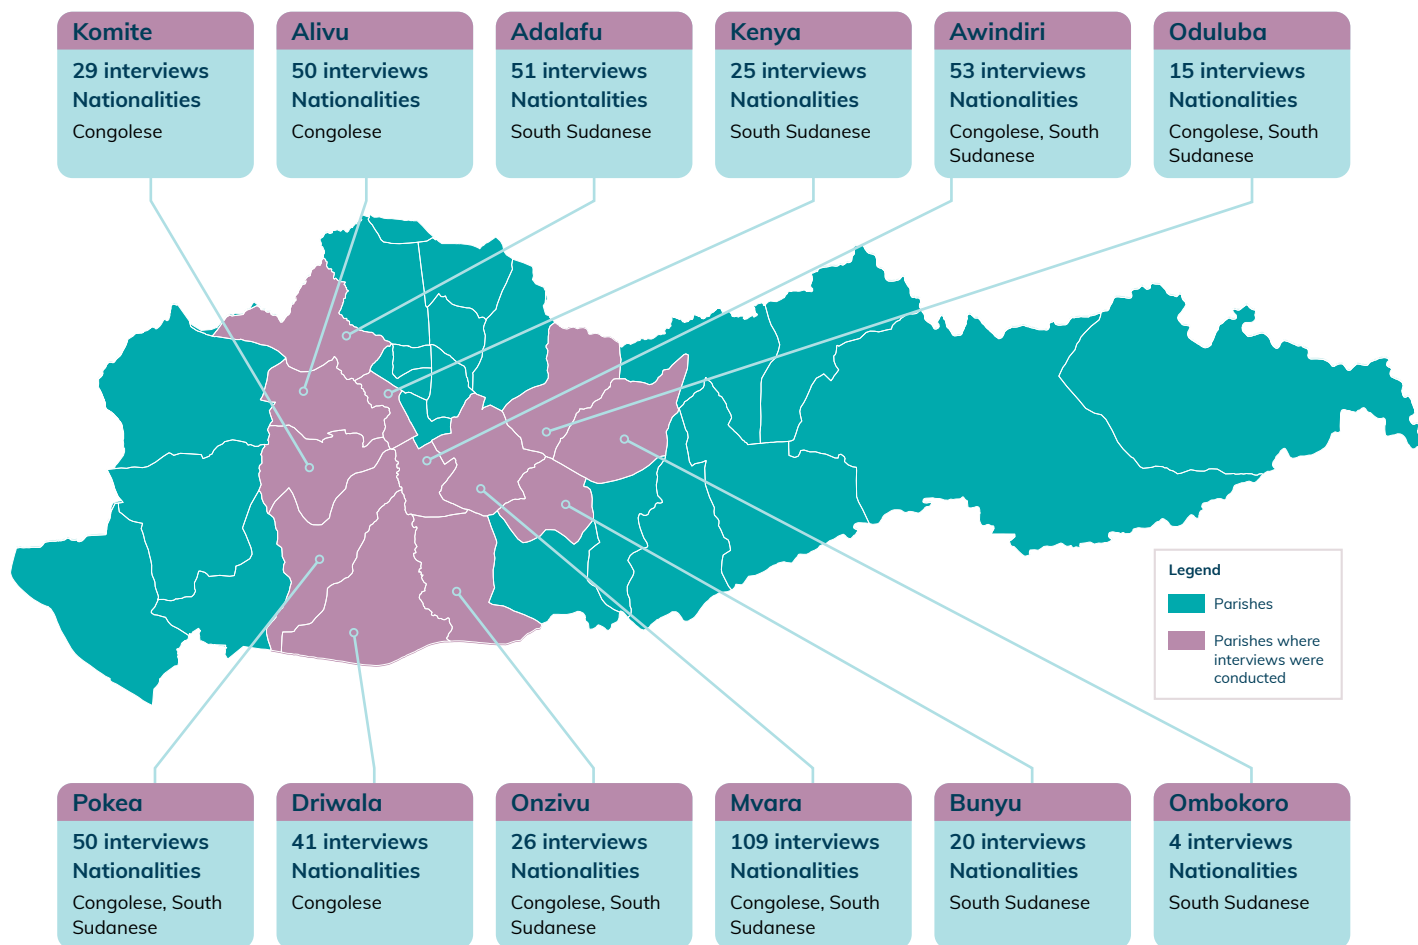 Komite
29 interviews
Nationalities
Congolese
Alivu
50 interviews
Nationalities
Congolese
Adalafu
51 interviews
Nationtalities
South Sudanese
Kenya
25 interviews
Nationalities
South Sudanese
Awindiri
53 interviews
Nationalities
Congolese, South
Sudanese
Oduluba
15 interviews
Nationalities
Congolese, South
Sudanese
Legend
Parishes
Parishes where
interviews were
conducted
Pokea
50 interviews
Nationalities
Congolese, South
Sudanese
Driwala
41 interviews
Nationalities
Congolese
Onzivu
26 interviews
Nationalities
Congolese, South
Sudanese
Mvara
109 interviews
Nationalities
Congolese, South
Sudanese
Bunyu
20 interviews
Nationalities
South Sudanese
Ombokoro
4 interviews
Nationalities
South Sudanese